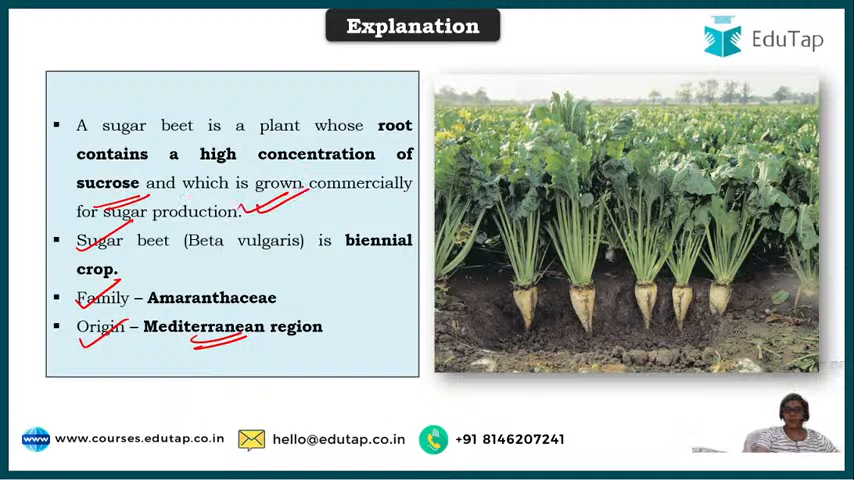 Explanation
EduTap
▪ A sugar beet is a plant whose root
contains a high concentration of
sucrose and which is grown commercially
for sugar production.
▪ Sugar beet (Beta vulgaris) is biennial
crop.
▪ Family – Amaranthaceae
▪ Origin – Mediterranean region
www.courses.edutap.co.in hello@edutap.co.in +91 8146207241